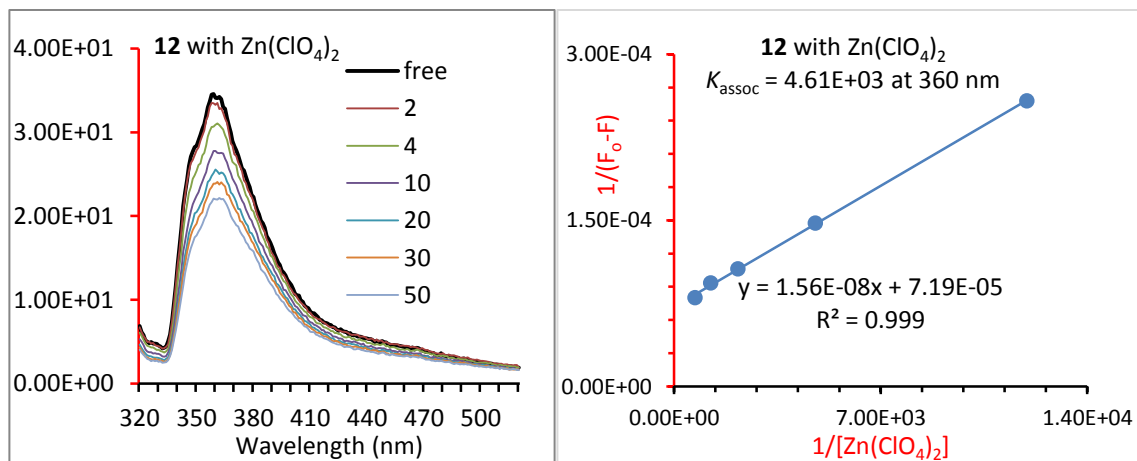 12 with Zn(ClO4)2
4.00E+01
3.00E+01
2.00E+01
1.00E+01
0.00E+00
free
2
4
10
20
30
50
320 350 380 410 440 470 500
Wavelength (nm)
12 with Zn(ClO4)2
Kassoc = 4.61E+03 at 360 nm
3.00E-04
1.50E-04
0.00E+00
1/(Fo-F)
y = 1.56E-08x + 7.19E-05
R² = 0.999
0.00E+00 7.00E+03 1.40E+04
1/[Zn(ClO4)2]